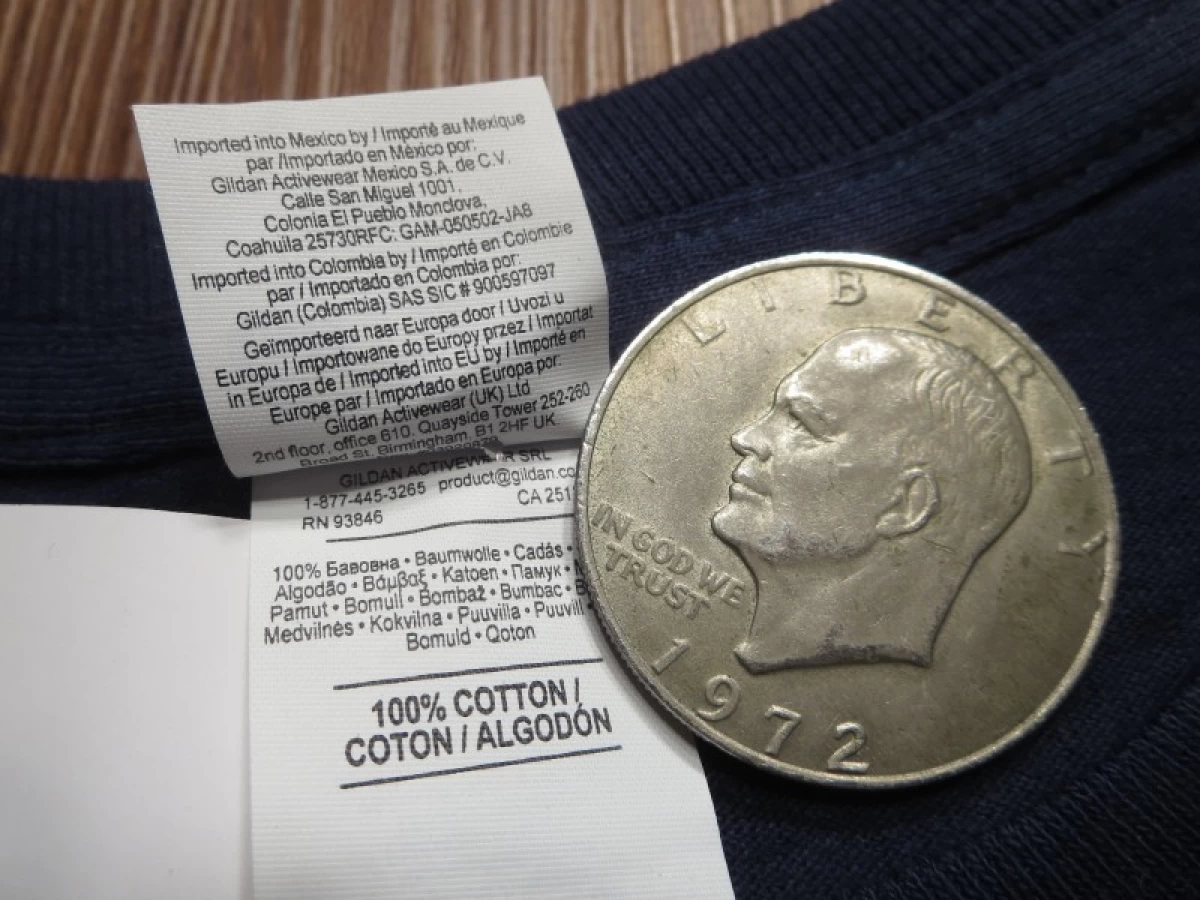 Imported into Mexico by / Importé au Mexique
par /Importado en México por:
Gildan Activewear Mexico S.A. de C.V.
Calle San Miguel 1001,
Colonia El Pueblo Monclova,
Coahuila 25730RFC: GAM-050502-JA8
Imported into Colombia by / Importé en Colombie
par / Importado en Colombia por:
Gildan (Colombia) SAS SIC # 900597097
Geïmporteerd naar Europa door / Uvozi u
Europu / Importowane do Europy przez / Importat
in Europa de / Imported into EU by / Importé en
Europe par / Importado en Europa por:
Gildan Activewear (UK) Ltd
2nd floor, office 610, Quayside Tower 252-260
Broad St. Birmingham, B1 2HF UK
GILDAN ACTIVEWEAR SRL
1-877-445-3265 product@gildan.co
RN 93846 CA 251
100% Бавовна • Baumwolle • Cadás •
Algodão • Βάμβαξ • Katoen • Памук •
Pamut • Bomull • Bombaž • Bumbac •
Medvilnės • Kokvilna • Puuvilla • Puuvill •
Bomuld • Qoton
100% COTTON /
COTON / ALGODÓN
LIBERTY
IN GOD WE
TRUST
1972